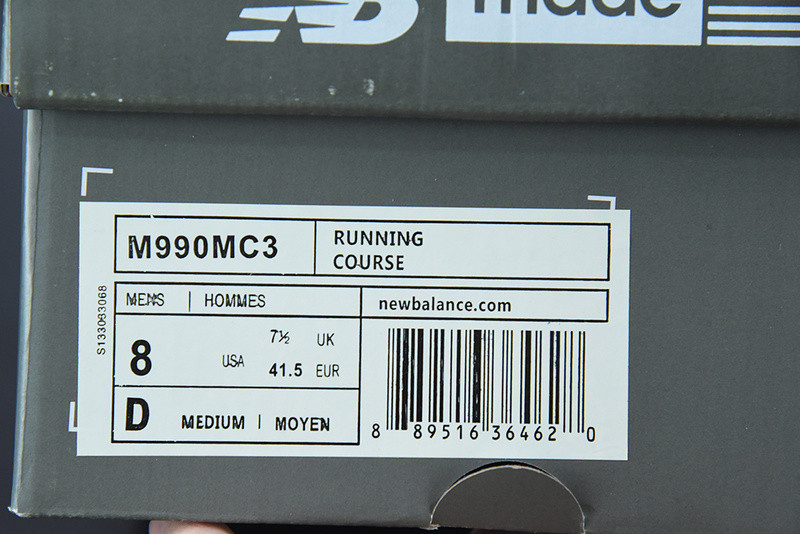 made
M990MC3
RUNNING
COURSE
MENS | HOMMES
newbalance.com
8 USA
7½ UK
41.5 EUR
D MEDIUM | MOYEN
8 89516 36462 0
S133083068